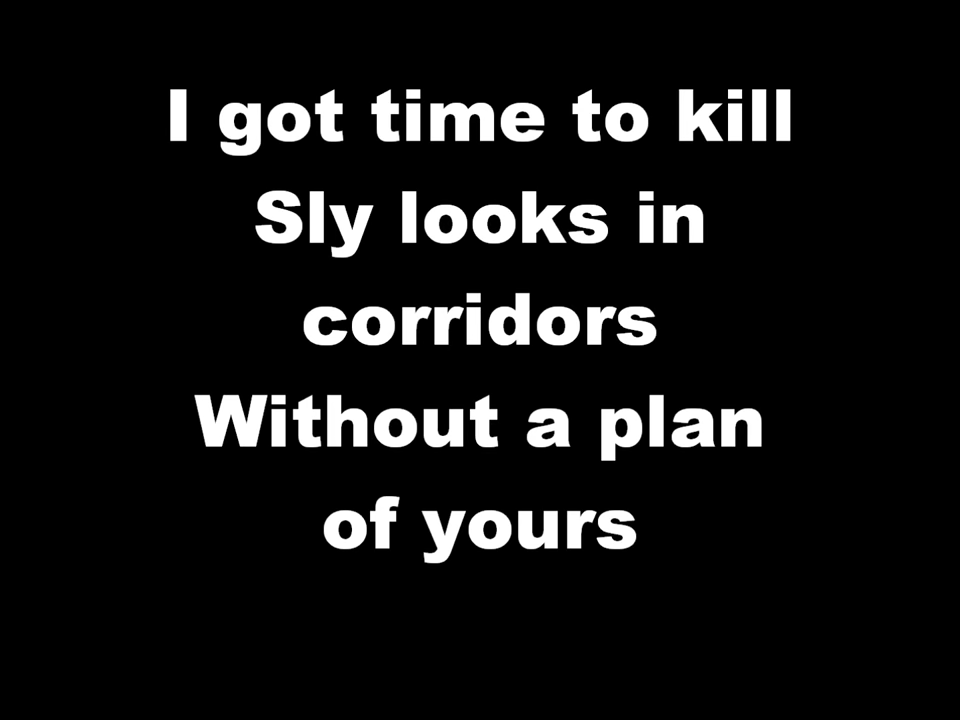 I got time to kill
Sly looks in
corridors
Without a plan
of yours